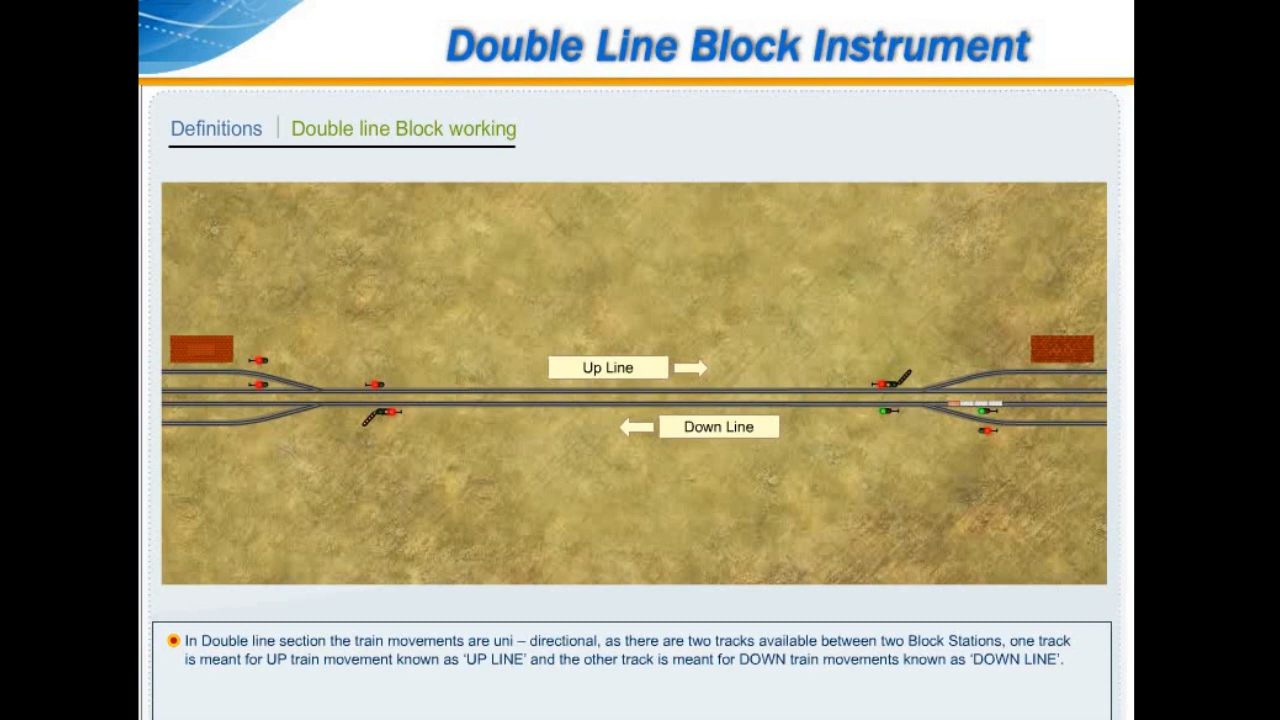 Double Line Block Instrument
Definitions
Double line Block working
Up Line
Down Line
In Double line section the train movements are uni – directional, as there are two tracks available between two Block Stations, one track
is meant for UP train movement known as ‘UP LINE’ and the other track is meant for DOWN train movements known as ‘DOWN LINE’.